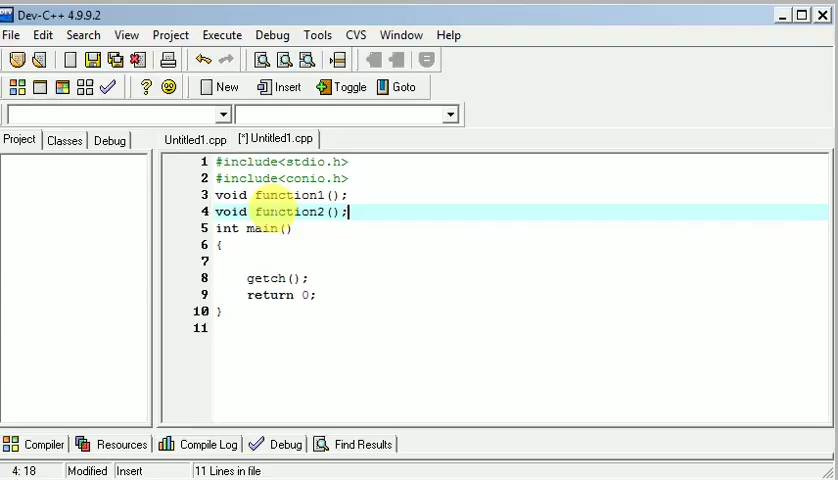 Dev-C++ 4.9.9.2
File Edit Search View Project Execute Debug Tools CVS Window Help
New Insert Toggle Goto
Project Classes Debug Untitled1.cpp [*] Untitled1.cpp
1 #include<stdio.h>
2 #include<conio.h>
3 void function1();
4 void function2();
5 int main()
6 {
7
8 getch();
9 return 0;
10 }
11
Compiler Resources Compile Log Debug Find Results
4: 18 Modified Insert 11 Lines in file